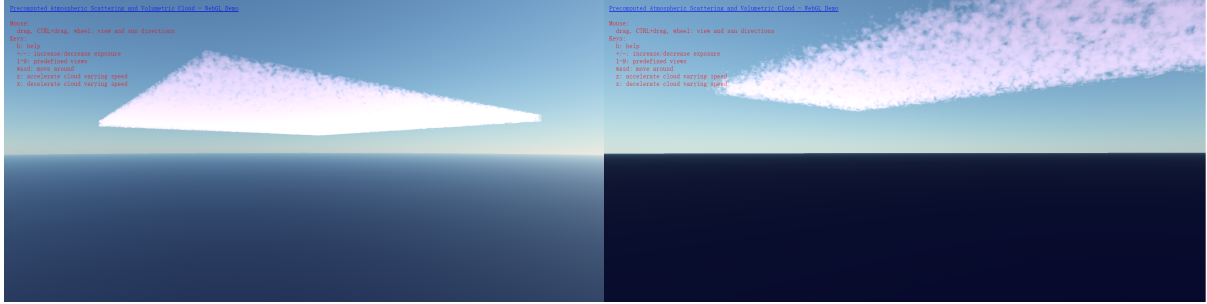 Precomputed Atmospheric Scattering and Volumetric Cloud — WebGL Demo
Mouse:
drag, CTRL+drag, wheel: view and sun directions
Keys:
h: help
+/-: increase/decrease exposure
1-9: predefined views
wasd: move around
z: accelerate cloud varying speed
x: decelerate cloud varying speed
Precomputed Atmospheric Scattering and Volumetric Cloud — WebGL Demo
Mouse:
drag, CTRL+drag, wheel: view and sun directions
Keys:
h: help
+/-: increase/decrease exposure
1-9: predefined views
wasd: move around
z: accelerate cloud varying speed
x: decelerate cloud varying speed